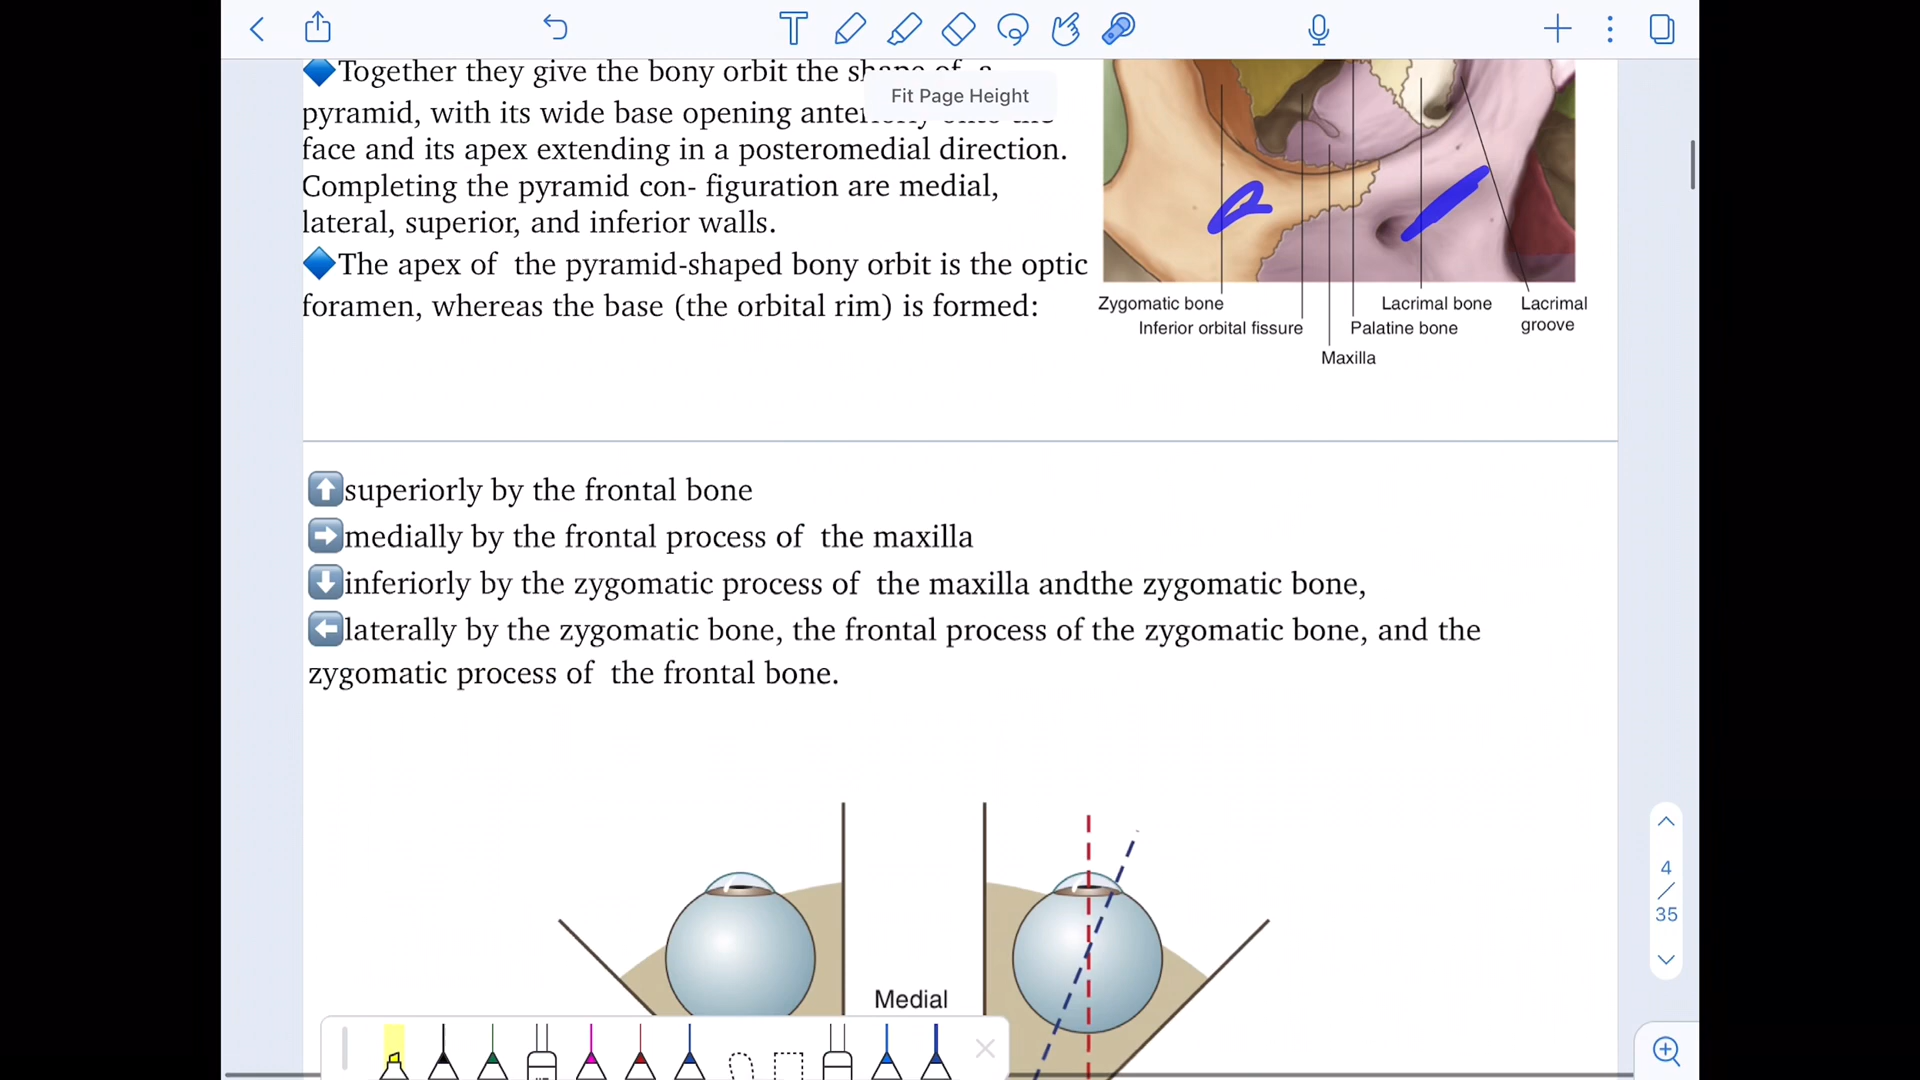 Together they give the bony orbit the shape of a
Fit Page Height
pyramid, with its wide base opening anteriorly onto the
face and its apex extending in a posteromedial direction.
Completing the pyramid con- figuration are medial,
lateral, superior, and inferior walls.
The apex of the pyramid-shaped bony orbit is the optic
foramen, whereas the base (the orbital rim) is formed:
Zygomatic bone
Lacrimal bone
Lacrimal
groove
Inferior orbital fissure
Palatine bone
Maxilla
superiorly by the frontal bone
medially by the frontal process of the maxilla
inferiorly by the zygomatic process of the maxilla andthe zygomatic bone,
laterally by the zygomatic bone, the frontal process of the zygomatic bone, and the
zygomatic process of the frontal bone.
Medial
4
/
35